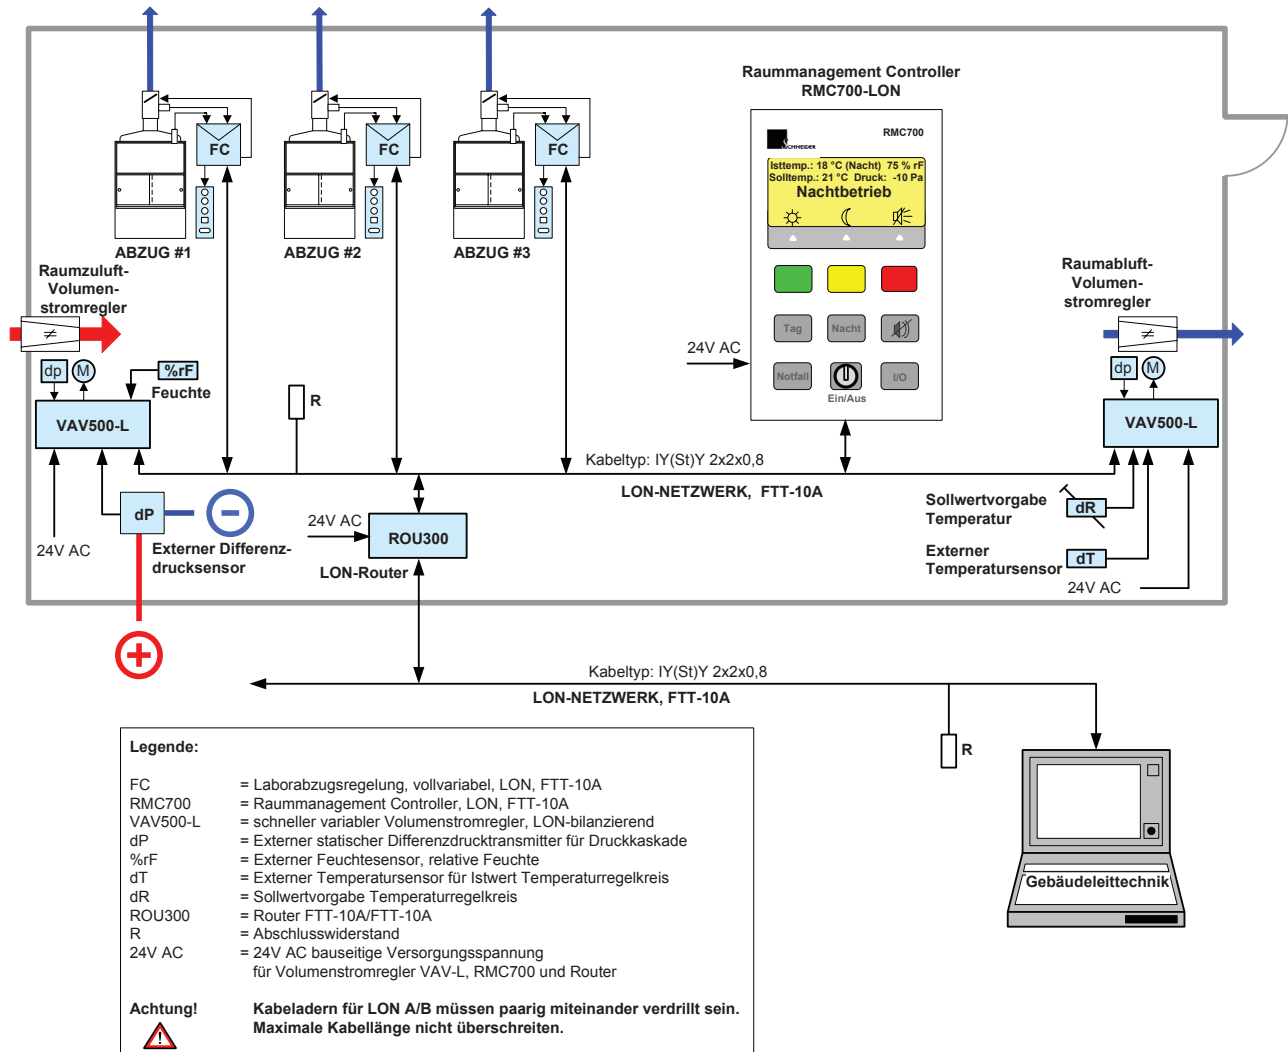 Raummanagement Controller
RMC700-LON
RMC700
SCHNEIDER
Isttemp.: 18 °C (Nacht) 75 % rF
Solltemp.: 21 °C Druck: -10 Pa
Nachtbetrieb
Tag
Nacht
Notfall
I/O
Ein/Aus
24V AC
FC
FC
FC
ABZUG #1
ABZUG #2
ABZUG #3
Raumzuluft-
Volumen-
stromregler
≠
dp
M
%rF
Feuchte
VAV500-L
R
Raumabluft-
Volumen-
stromregler
≠
dp
M
VAV500-L
Kabeltyp: IY(St)Y 2x2x0,8
LON-NETZWERK, FTT-10A
dP
24V AC
Externer Differenz-
drucksensor
24V AC
ROU300
LON-Router
Sollwertvorgabe
Temperatur
dR
Externer
Temperatursensor
dT
24V AC
Kabeltyp: IY(St)Y 2x2x0,8
LON-NETZWERK, FTT-10A
R
Gebäudeleittechnik
Legende:
FC = Laborabzugsregelung, vollvariabel, LON, FTT-10A
RMC700 = Raummanagement Controller, LON, FTT-10A
VAV500-L = schneller variabler Volumenstromregler, LON-bilanzierend
dP = Externer statischer Differenzdrucktransmitter für Druckkaskade
%rF = Externer Feuchtesensor, relative Feuchte
dT = Externer Temperatursensor für Istwert Temperaturregelkreis
dR = Sollwertvorgabe Temperaturregelkreis
ROU300 = Router FTT-10A/FTT-10A
R = Abschlusswiderstand
24V AC = 24V AC bauseitige Versorgungsspannung
für Volumenstromregler VAV-L, RMC700 und Router
Achtung! Kabeladern für LON A/B müssen paarig miteinander verdrillt sein.
Maximale Kabellänge nicht überschreiten.